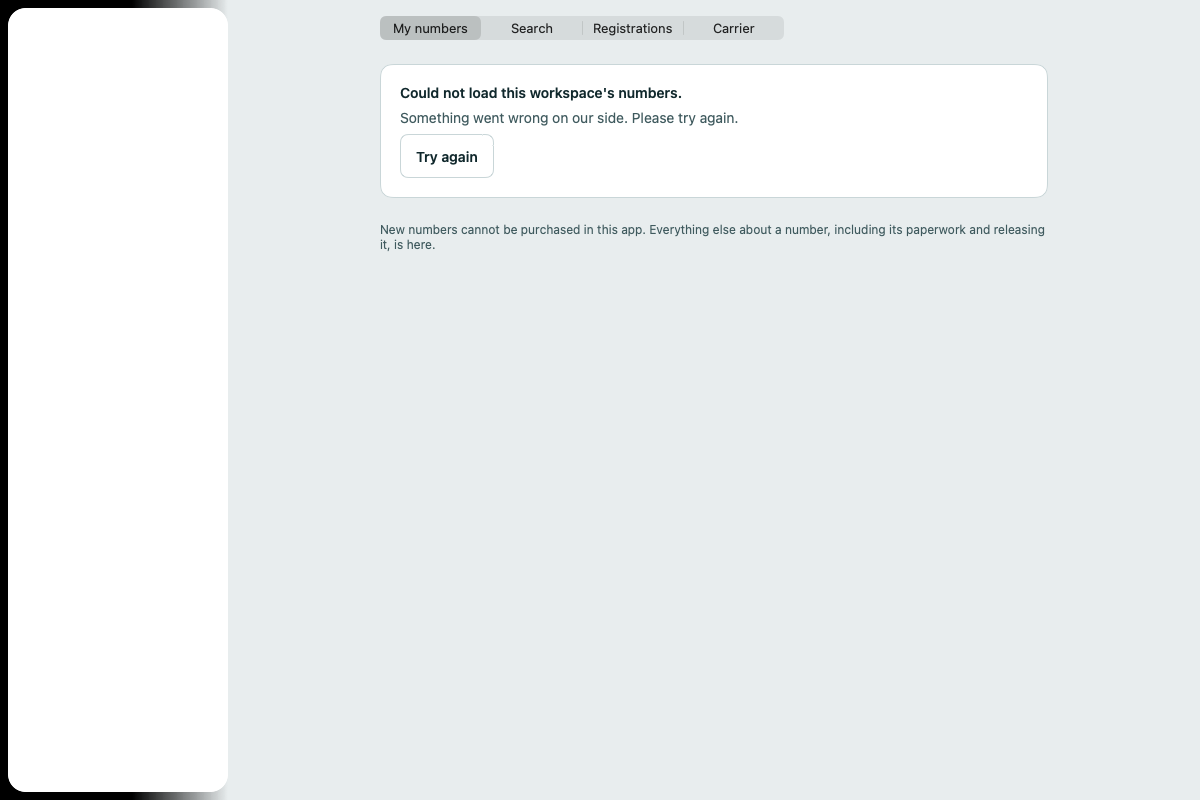 My numbers
Search
Registrations
Carrier
Could not load this workspace's numbers.
Something went wrong on our side. Please try again.
Try again
New numbers cannot be purchased in this app. Everything else about a number, including its paperwork and releasing
it, is here.